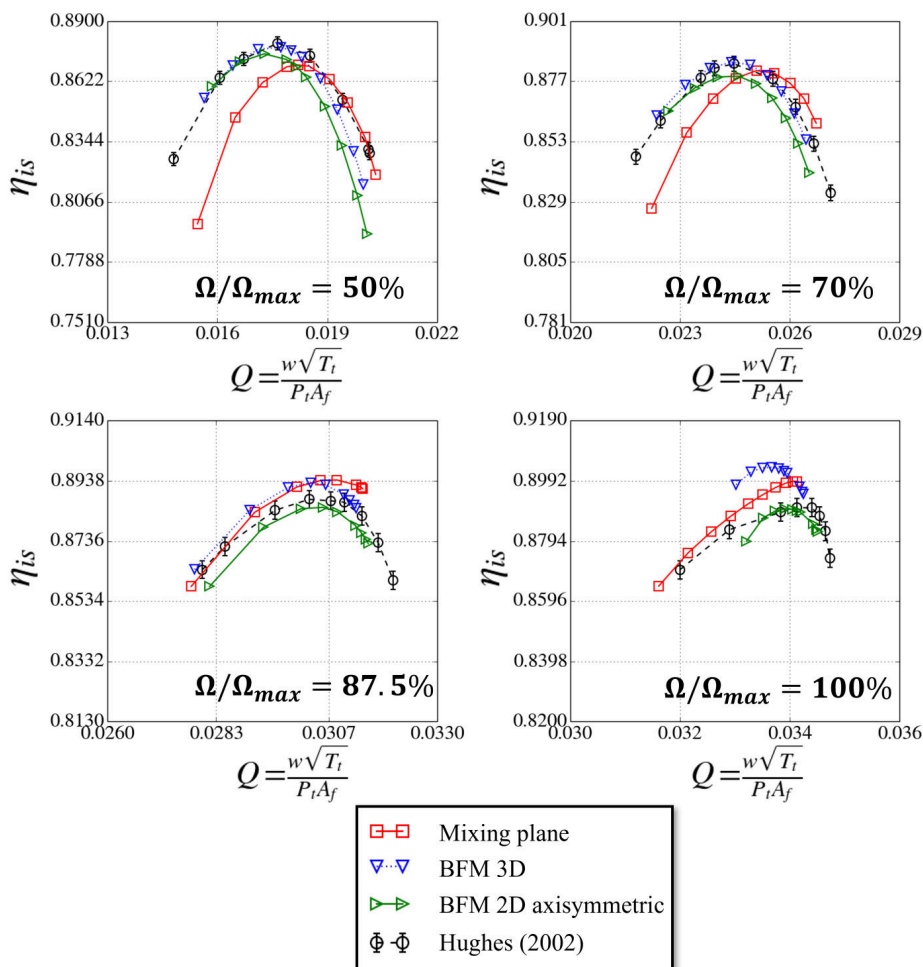 0.8900
0.8622
0.8344
0.8066
0.7788
0.7510
η_is
Ω/Ω_max = 50%
0.013 0.016 0.019 0.022
Q = w√T_t / P_t A_f
0.901
0.877
0.853
0.829
0.805
0.781
η_is
Ω/Ω_max = 70%
0.020 0.023 0.026 0.029
Q = w√T_t / P_t A_f
0.9140
0.8938
0.8736
0.8534
0.8332
0.8130
η_is
Ω/Ω_max = 87.5%
0.0260 0.0283 0.0307 0.0330
Q = w√T_t / P_t A_f
0.9190
0.8992
0.8794
0.8596
0.8398
0.8200
η_is
Ω/Ω_max = 100%
0.030 0.032 0.034 0.036
Q = w√T_t / P_t A_f
Mixing plane
BFM 3D
BFM 2D axisymmetric
Hughes (2002)